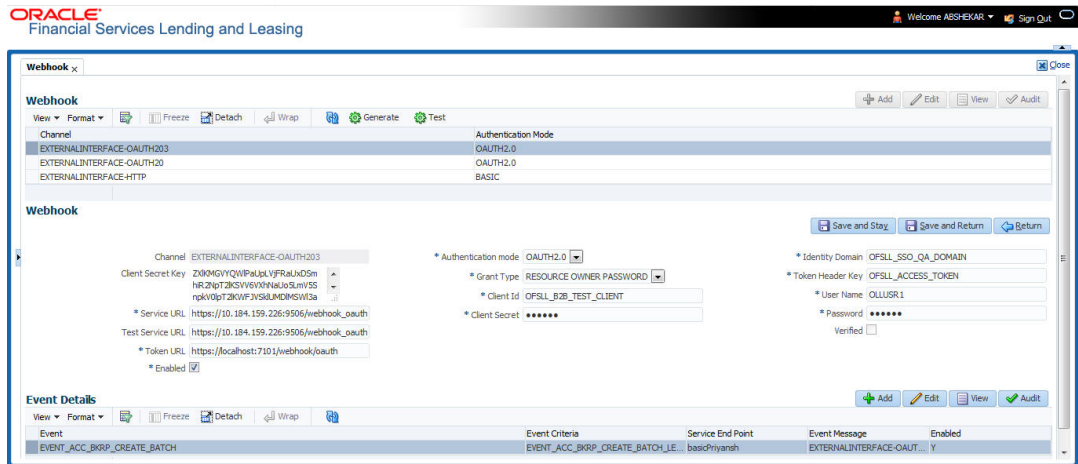 ORACLE®
Financial Services Lending and Leasing
Welcome ABSHEKAR Sign Out
Webhook x
Close
Webhook
Add Edit View Audit
View Format Freeze Detach Wrap Generate Test
Channel Authentication Mode
EXTERNALINTERFACE-OAUTH203 OAUTH2.0
EXTERNALINTERFACE-OAUTH20 OAUTH2.0
EXTERNALINTERFACE-HTTP BASIC
Webhook
Save and Stay Save and Return Return
Channel EXTERNALINTERFACE-OAUTH203
Client Secret Key
* Service URL https://10.184.159.226:9506/webhook_oauth
Test Service URL https://10.184.159.226:9506/webhook_oauth
* Token URL https://localhost:7101/webhook/oauth
* Enabled
* Authentication mode OAUTH2.0
* Grant Type RESOURCE OWNER PASSWORD
* Client Id OFSLL_B2B_TEST_CLIENT
* Client Secret ●●●●●●
* Identity Domain OFSLL_SSO_QA_DOMAIN
* Token Header Key OFSLL_ACCESS_TOKEN
* User Name OLLUSR1
* Password ●●●●●●
Verified
Event Details
Add Edit View Audit
View Format Freeze Detach Wrap
Event Event Criteria Service End Point Event Message Enabled
EVENT_ACC_BKRP_CREATE_BATCH EVENT_ACC_BKRP_CREATE_BATCH_LE... basicPriyansh EXTERNALINTERFACE-OAUT... Y